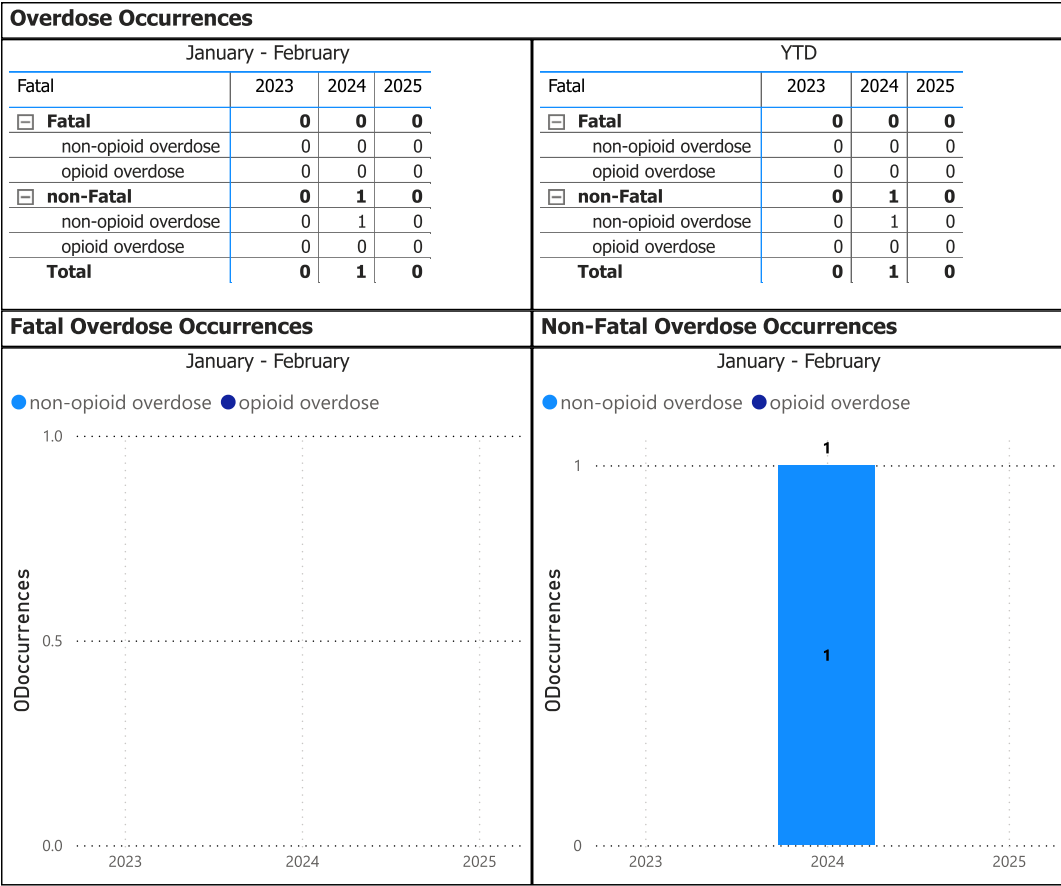 Overdose Occurrences
January - February
Fatal 2023 2024 2025
Fatal 0 0 0
non-opioid overdose 0 0 0
opioid overdose 0 0 0
non-Fatal 0 1 0
non-opioid overdose 0 1 0
opioid overdose 0 0 0
Total 0 1 0
YTD
Fatal 2023 2024 2025
Fatal 0 0 0
non-opioid overdose 0 0 0
opioid overdose 0 0 0
non-Fatal 0 1 0
non-opioid overdose 0 1 0
opioid overdose 0 0 0
Total 0 1 0
Fatal Overdose Occurrences
January - February
non-opioid overdose opioid overdose
1.0
0.5
0.0
ODoccurrences
2023 2024 2025
Non-Fatal Overdose Occurrences
January - February
non-opioid overdose opioid overdose
1
1
1
0
ODoccurrences
2023 2024 2025